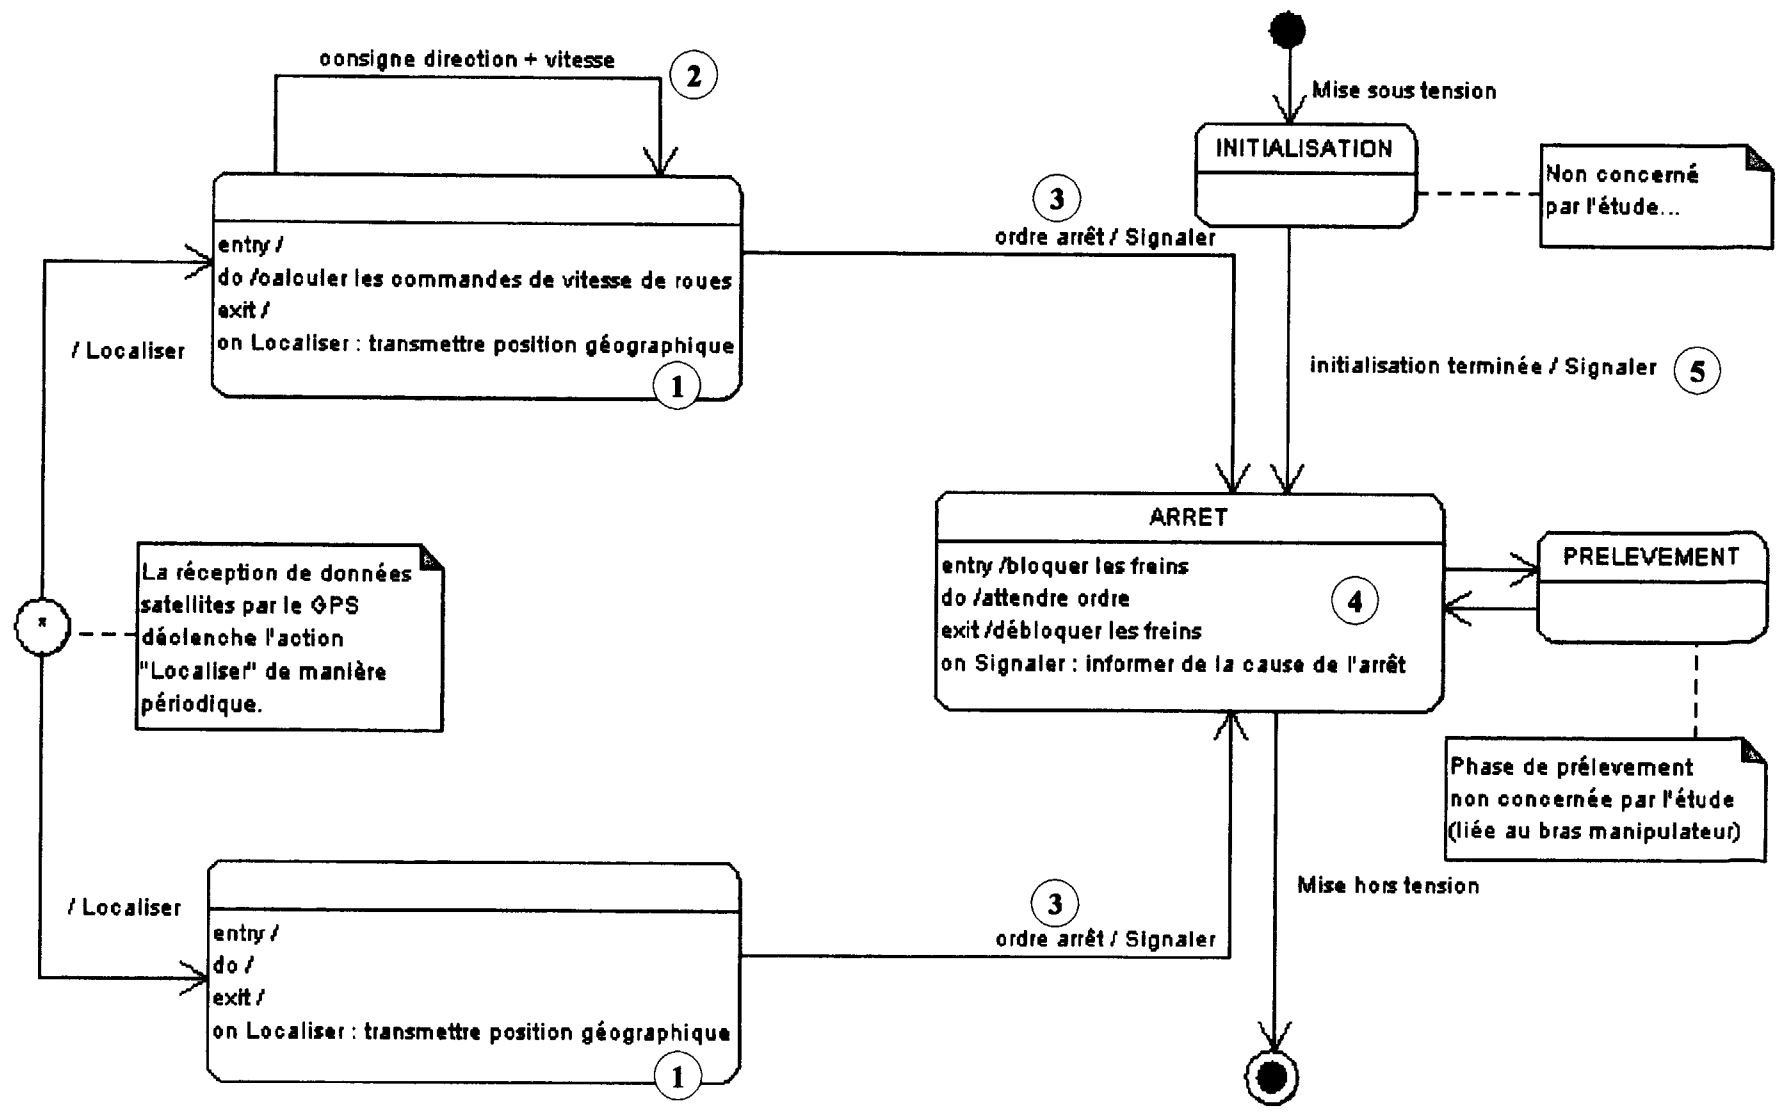 consigne direction + vitesse
2
Mise sous tension
INITIALISATION
Non concerné
par l'étude...
3
ordre arrêt / Signaler
entry /
do /calculer les commandes de vitesse de roues
exit /
on Localiser : transmettre position géographique
1
/ Localiser
initialisation terminée / Signaler
5
ARRET
entry /bloquer les freins
do /attendre ordre
exit /débloquer les freins
on Signaler : informer de la cause de l'arrêt
4
PRELEVEMENT
*
La réception de données
satellites par le GPS
déclenche l'action
"Localiser" de manière
périodique.
Phase de prélevement
non concernée par l'étude
(liée au bras manipulateur)
Mise hors tension
/ Localiser
3
ordre arrêt / Signaler
entry /
do /
exit /
on Localiser : transmettre position géographique
1